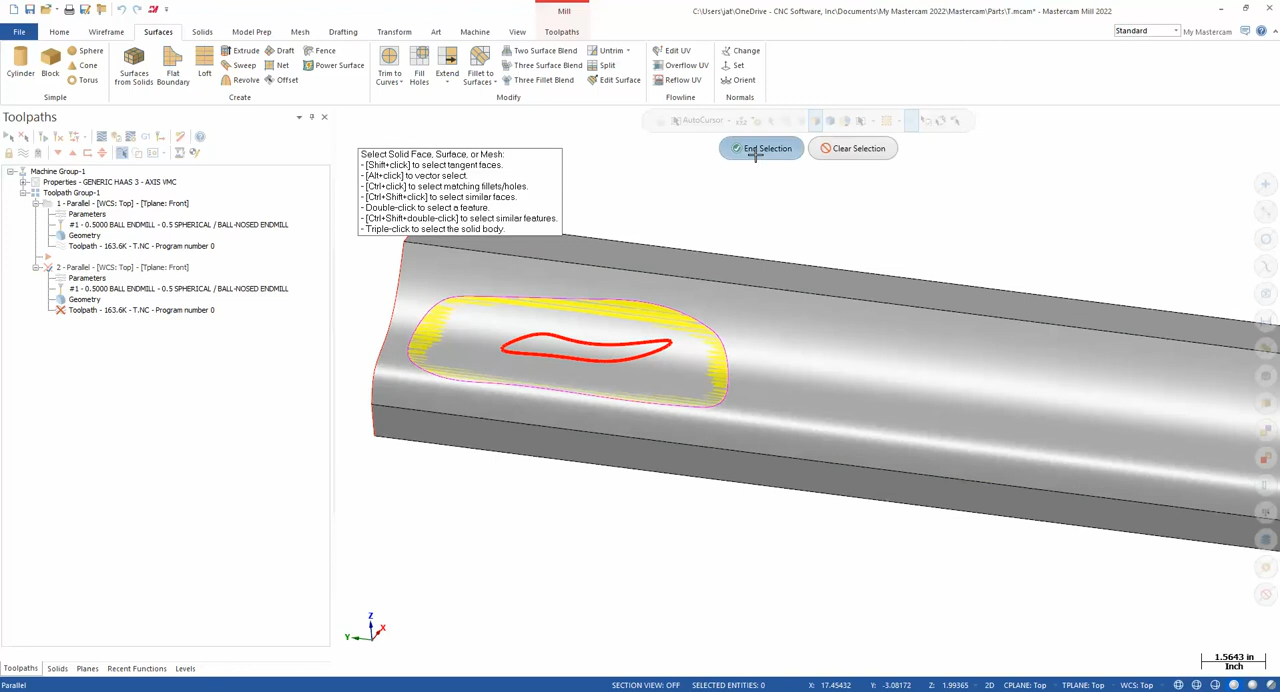 Mill
C:\Users\jat\OneDrive - CNC Software, Inc\Documents\My Mastercam 2022\Mastercam\Parts\T.mcam* - Mastercam Mill 2022
File Home Wireframe Surfaces Solids Model Prep Mesh Drafting Transform Art Machine View Toolpaths
Standard My Mastercam
Cylinder Block Sphere Cone Torus
Simple
Surfaces from Solids Flat Boundary Loft Extrude Sweep Revolve Draft Net Offset Fence Power Surface
Create
Trim to Curves Fill Holes Extend Fillet to Surfaces Two Surface Blend Three Surface Blend Three Fillet Blend Untrim Split Edit Surface
Modify
Edit UV Overflow UV Reflow UV
Flowline
Change Set Orient
Normals
Toolpaths
AutoCursor
End Selection Clear Selection
Machine Group-1
Properties - GENERIC HAAS 3 - AXIS VMC
Toolpath Group-1
1 - Parallel - [WCS: Top] - [Tplane: Front]
Parameters
#1 - 0.5000 BALL ENDMILL - 0.5 SPHERICAL / BALL-NOSED ENDMILL
Geometry
Toolpath - 163.6K - T.NC - Program number 0
2 - Parallel - [WCS: Top] - [Tplane: Front]
Parameters
#1 - 0.5000 BALL ENDMILL - 0.5 SPHERICAL / BALL-NOSED ENDMILL
Geometry
Toolpath - 163.6K - T.NC - Program number 0
Select Solid Face, Surface, or Mesh:
- [Shift+click] to select tangent faces.
- [Alt+click] to vector select.
- [Ctrl+click] to select matching fillets/holes.
- [Ctrl+Shift+click] to select similar faces.
- Double-click to select a feature.
- [Ctrl+Shift+double-click] to select similar features.
- Triple-click to select the solid body.
G1
Z
Y
X
1.5643 in
Inch
Toolpaths Solids Planes Recent Functions Levels
Parallel SECTION VIEW: OFF SELECTED ENTITIES: 0 X: 17.45432 Y: -3.08172 Z: 1.99365 2D CPLANE: Top TPLANE: Top WCS: Top